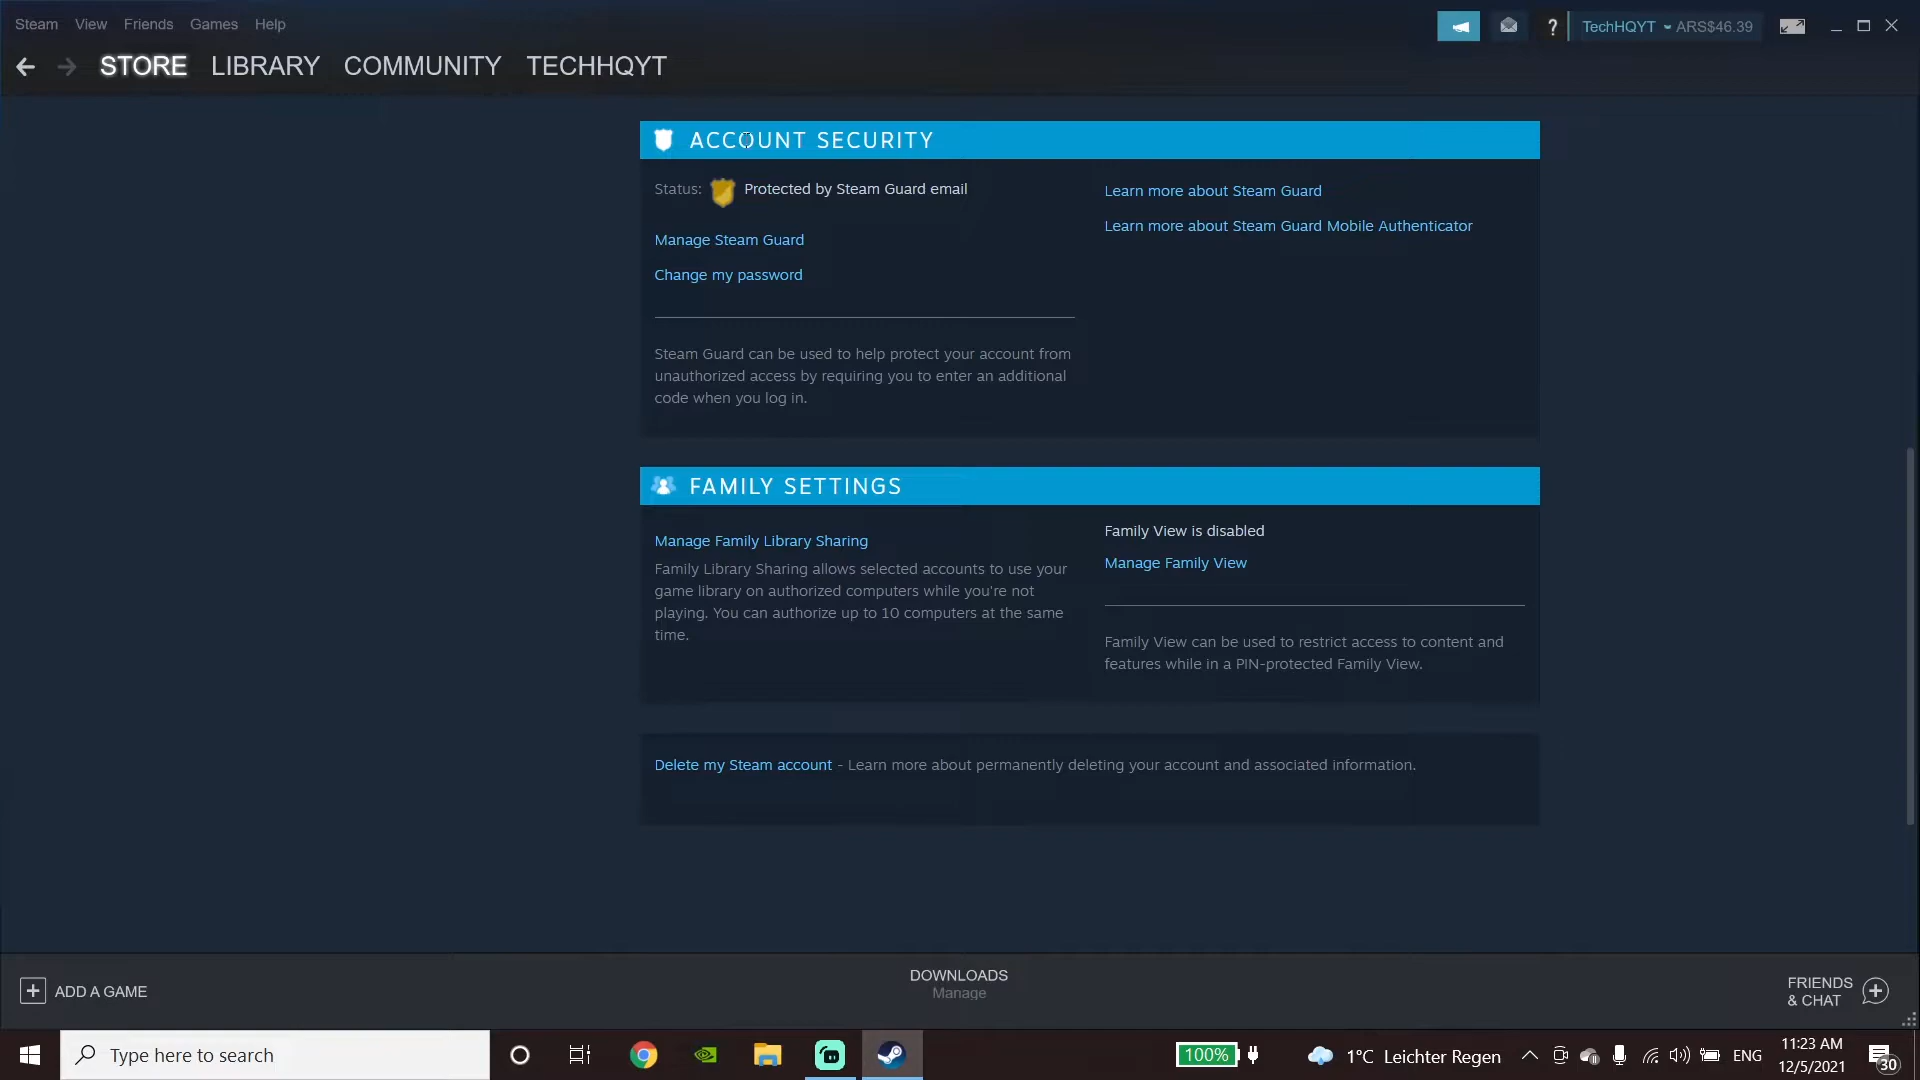 Steam View Friends Games Help
TechHQYT ARS$46.39
STORE LIBRARY COMMUNITY TECHHQYT
ACCOUNT SECURITY
Status: Protected by Steam Guard email
Manage Steam Guard
Change my password
Steam Guard can be used to help protect your account from
unauthorized access by requiring you to enter an additional
code when you log in.
Learn more about Steam Guard
Learn more about Steam Guard Mobile Authenticator
FAMILY SETTINGS
Manage Family Library Sharing
Family Library Sharing allows selected accounts to use your
game library on authorized computers while you're not
playing. You can authorize up to 10 computers at the same
time.
Family View is disabled
Manage Family View
Family View can be used to restrict access to content and
features while in a PIN-protected Family View.
Delete my Steam account - Learn more about permanently deleting your account and associated information.
+ ADD A GAME
DOWNLOADS
Manage
FRIENDS
& CHAT
Type here to search
100%
1°C Leichter Regen
ENG
11:23 AM
12/5/2021
30